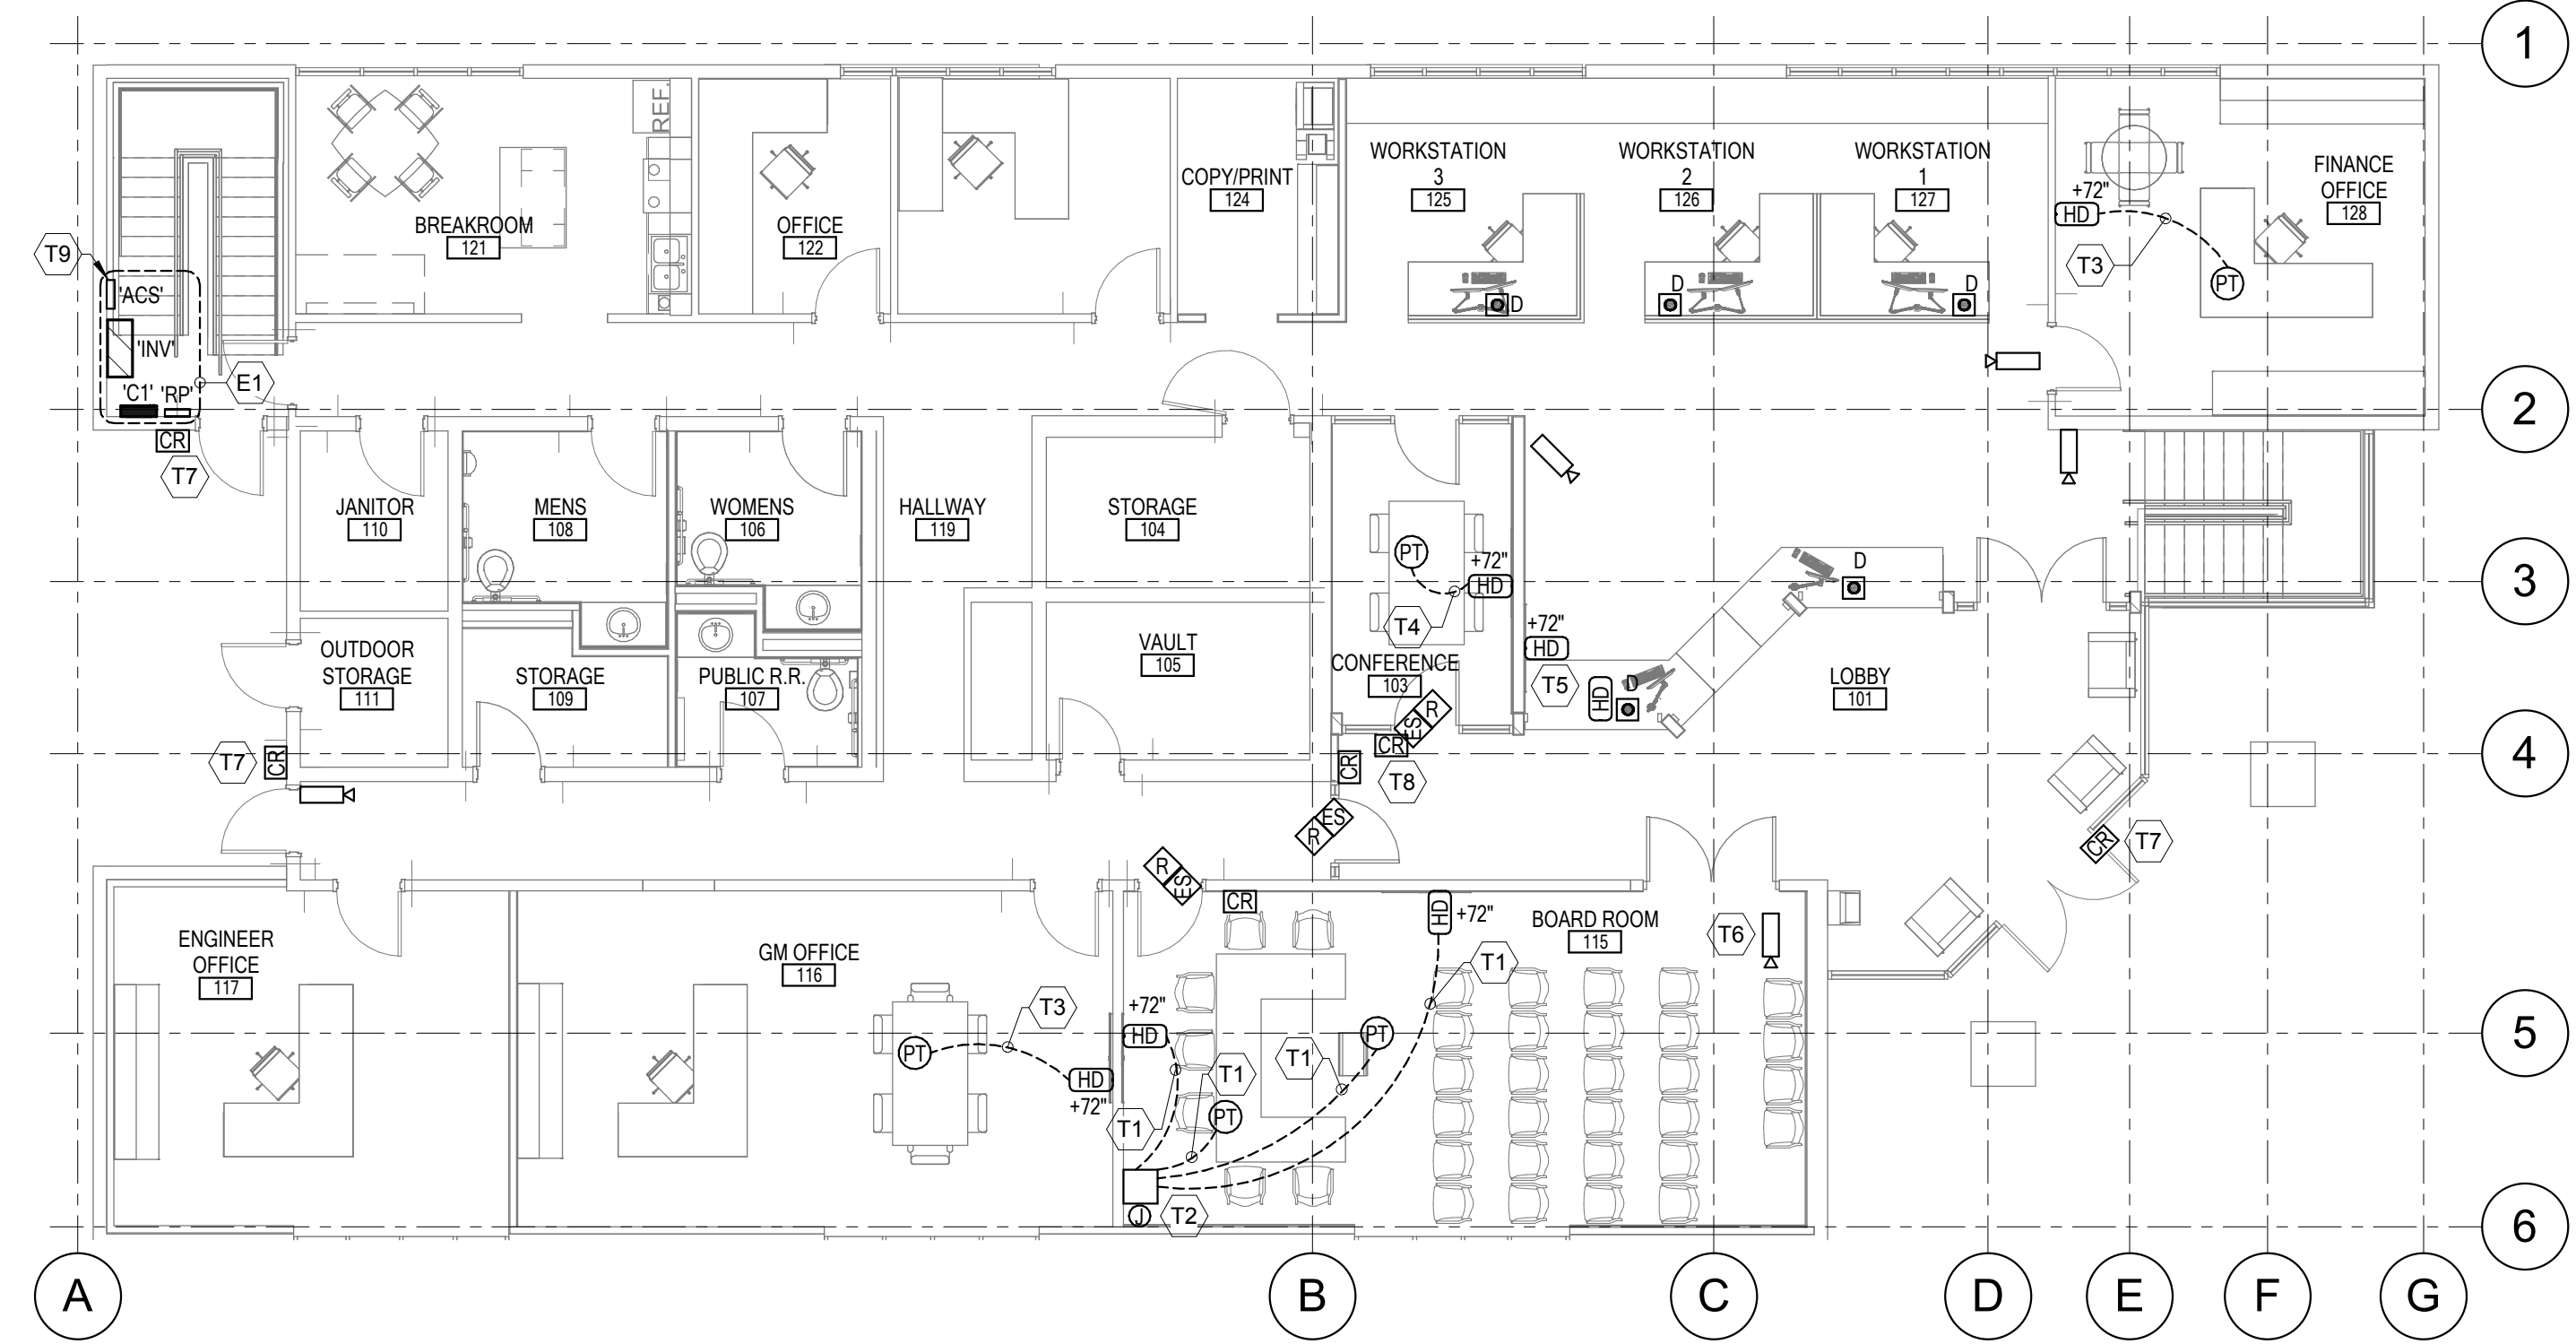 1
REF.
WORKSTATION
3
125
WORKSTATION
2
126
WORKSTATION
1
127
FINANCE
OFFICE
128
COPY/PRINT
124
+72"
HD
T3
PT
BREAKROOM
121
OFFICE
122
T9
'ACS'
'INV'
'C1' 'RP'
E1
D
D
D
2
CR
T7
JANITOR
110
MENS
108
WOMENS
106
HALLWAY
119
STORAGE
104
PT
+72"
HD
T4
D
3
OUTDOOR
STORAGE
111
STORAGE
109
PUBLIC R.R.
107
VAULT
105
CONFERENCE
103
+72"
HD
T5
HD
D
LOBBY
101
R
ES
CR
T8
CR
4
T7
CR
ES
R
CR
T7
R
ES
CR
HD
+72"
BOARD ROOM
115
T6
ENGINEER
OFFICE
117
GM OFFICE
116
T1
T3
PT
HD
+72"
+72"
HD
T1
T1
PT
T1
PT
5
J
T2
6
A
B
C
D
E
F
G